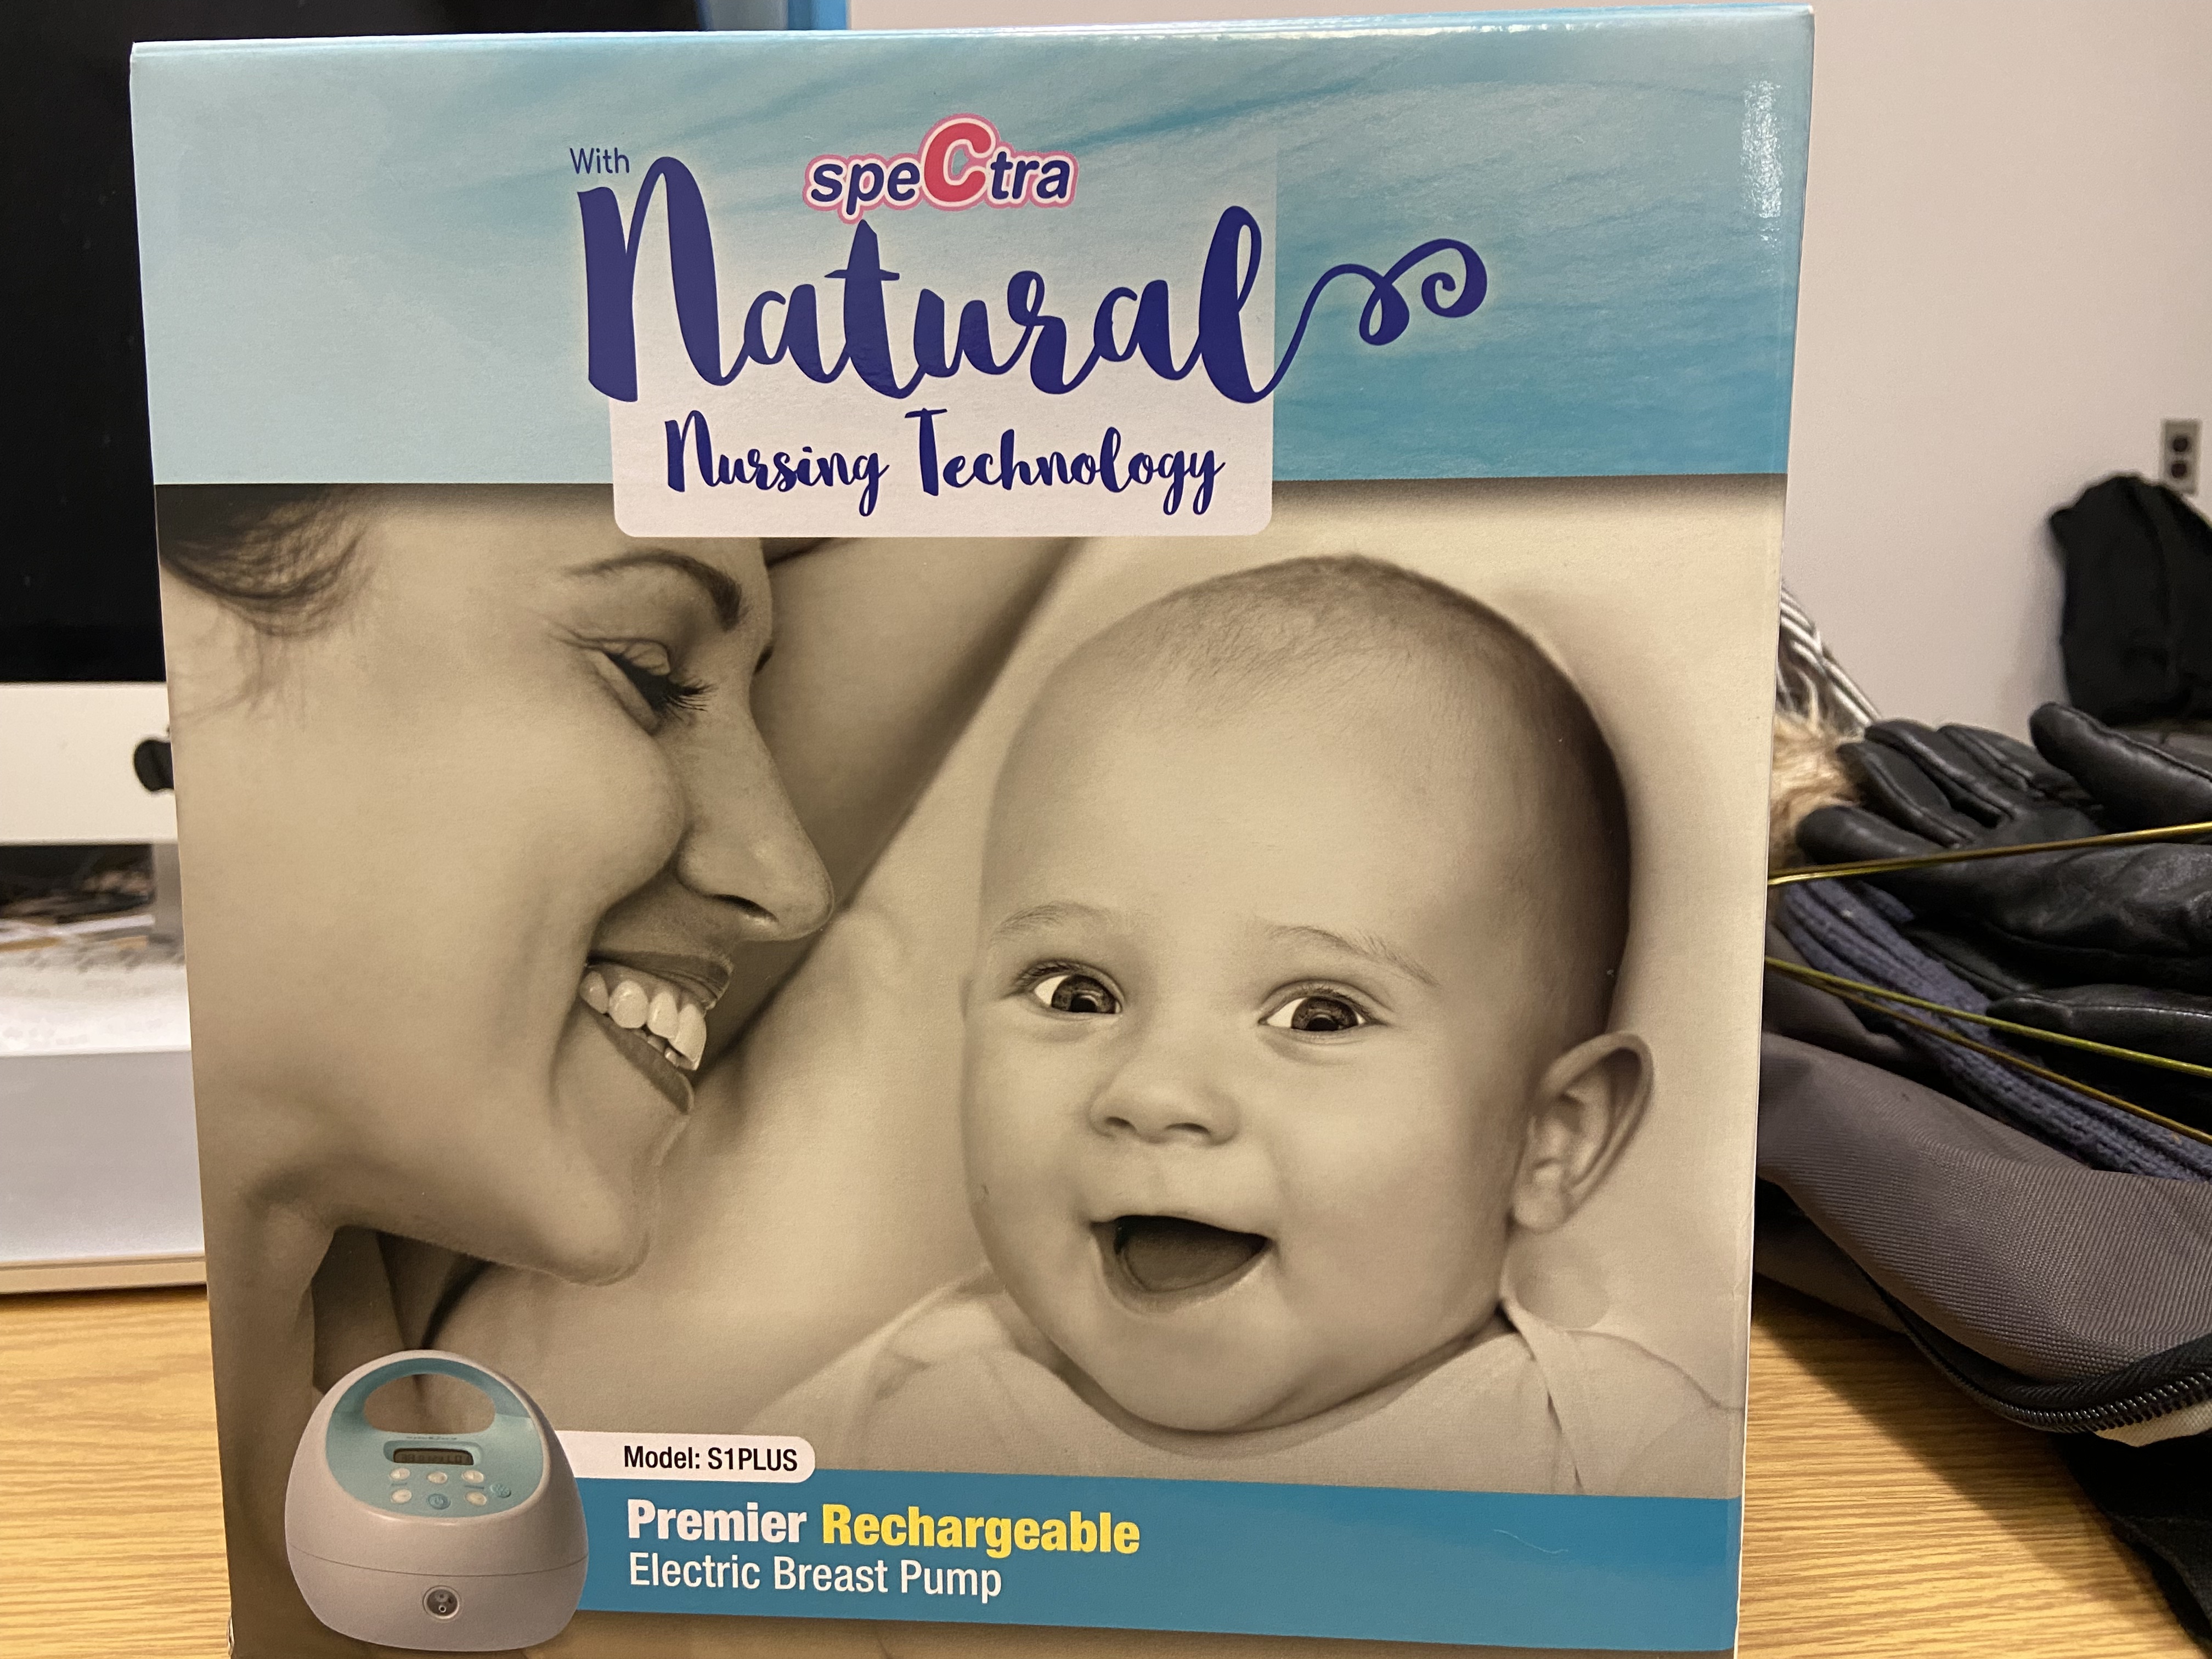 With
speCtra
Natural
Nursing Technology
Model: S1PLUS
Premier Rechargeable
Electric Breast Pump